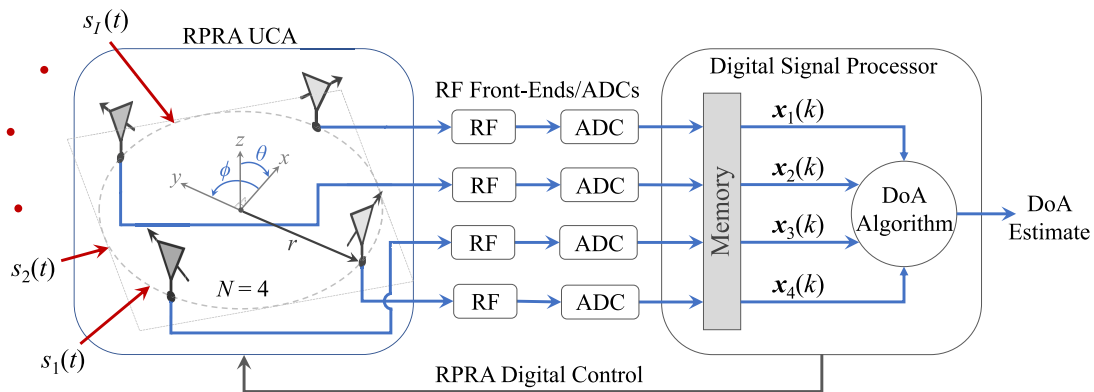 s_I(t)
RPRA UCA
RF Front-Ends/ADCs
Digital Signal Processor
RF ADC
RF ADC
RF ADC
RF ADC
Memory
x_1(k)
x_2(k)
x_3(k)
x_4(k)
DoA
Algorithm
DoA
Estimate
z
θ
x
y
ϕ
r
N = 4
s_2(t)
s_1(t)
RPRA Digital Control